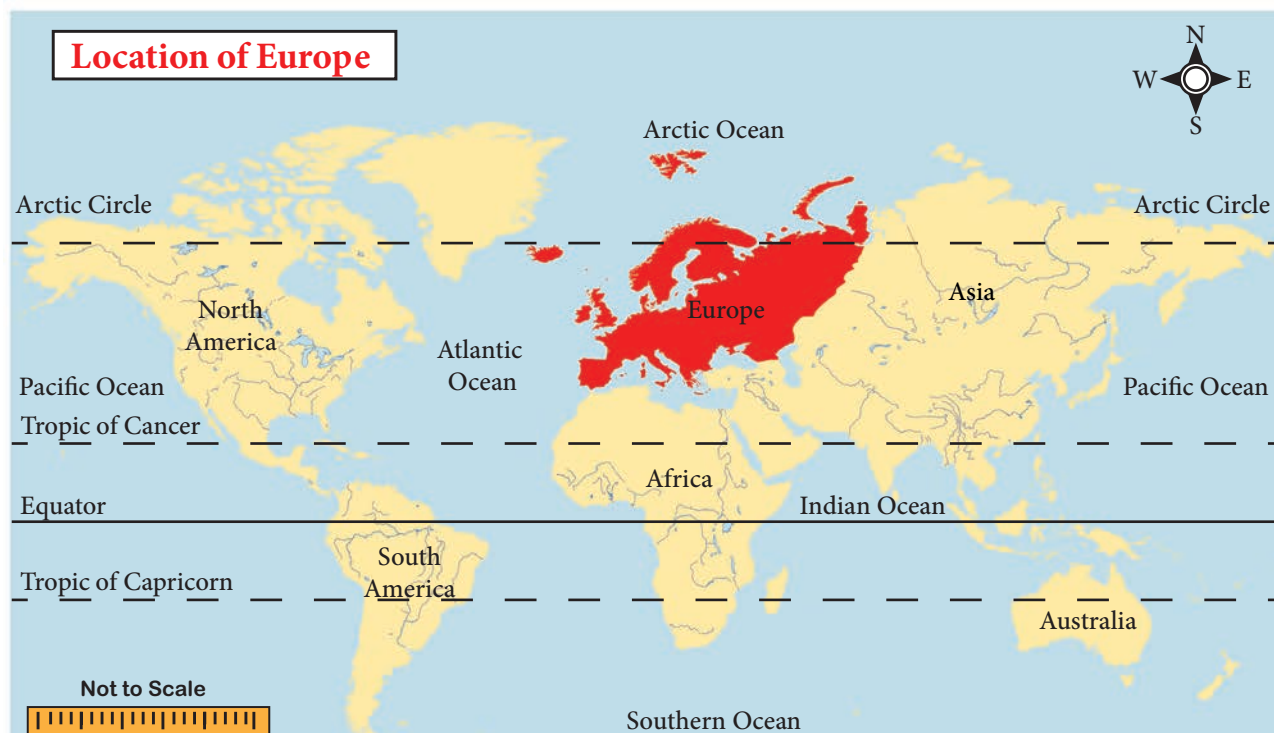 Location of Europe
N
W
E
S
Arctic Ocean
Arctic Circle
Arctic Circle
North
America
Europe
Asia
Atlantic
Ocean
Pacific Ocean
Pacific Ocean
Tropic of Cancer
Africa
Equator
Indian Ocean
South
America
Tropic of Capricorn
Australia
Not to Scale
Southern Ocean